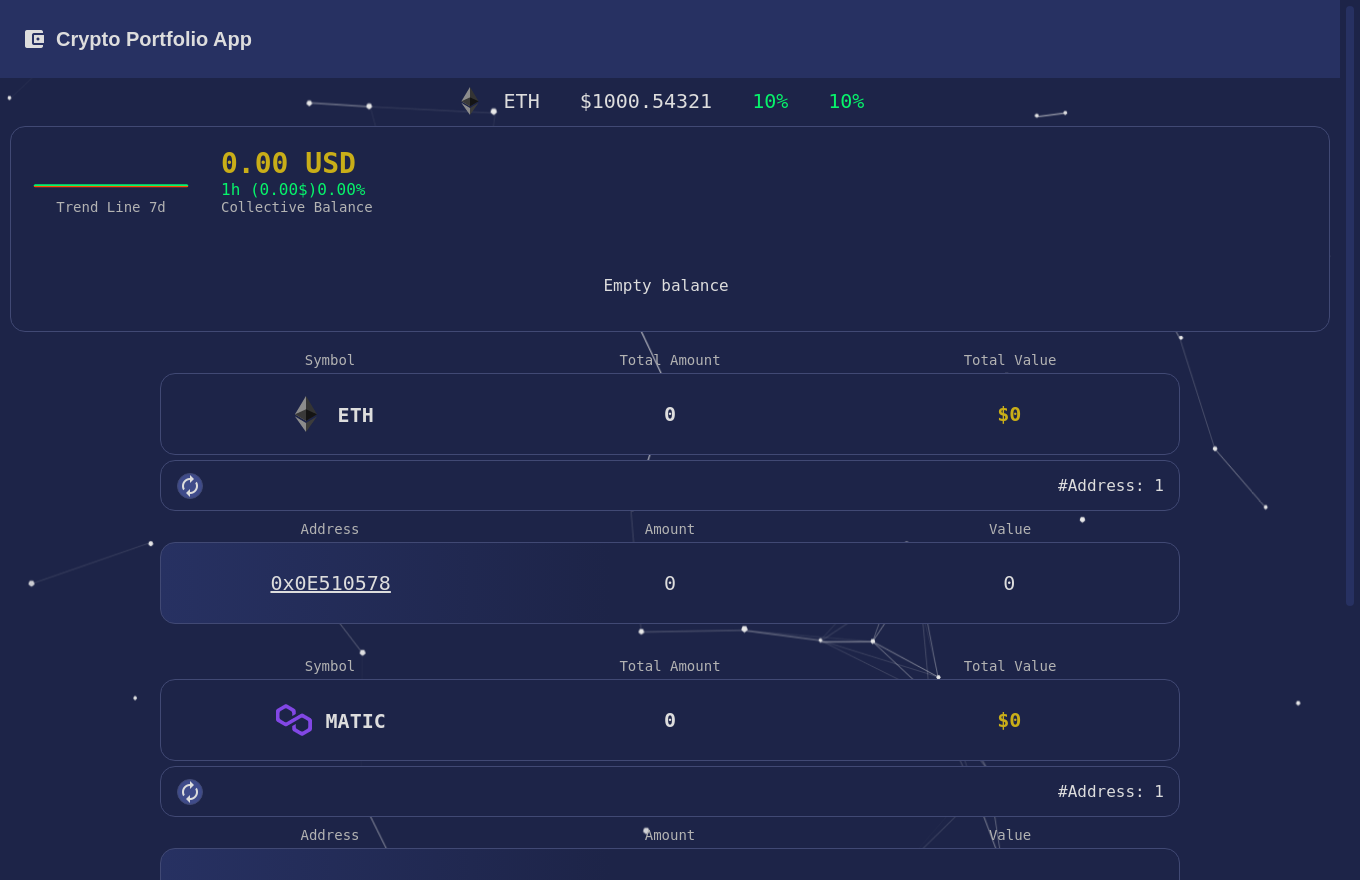 Crypto Portfolio App
ETH $1000.54321 10% 10%
0.00 USD
1h (0.00$)0.00%
Trend Line 7d Collective Balance
Empty balance
Symbol Total Amount Total Value
ETH 0 $0
#Address: 1
Address Amount Value
0x0E510578 0 0
Symbol Total Amount Total Value
MATIC 0 $0
#Address: 1
Address Amount Value